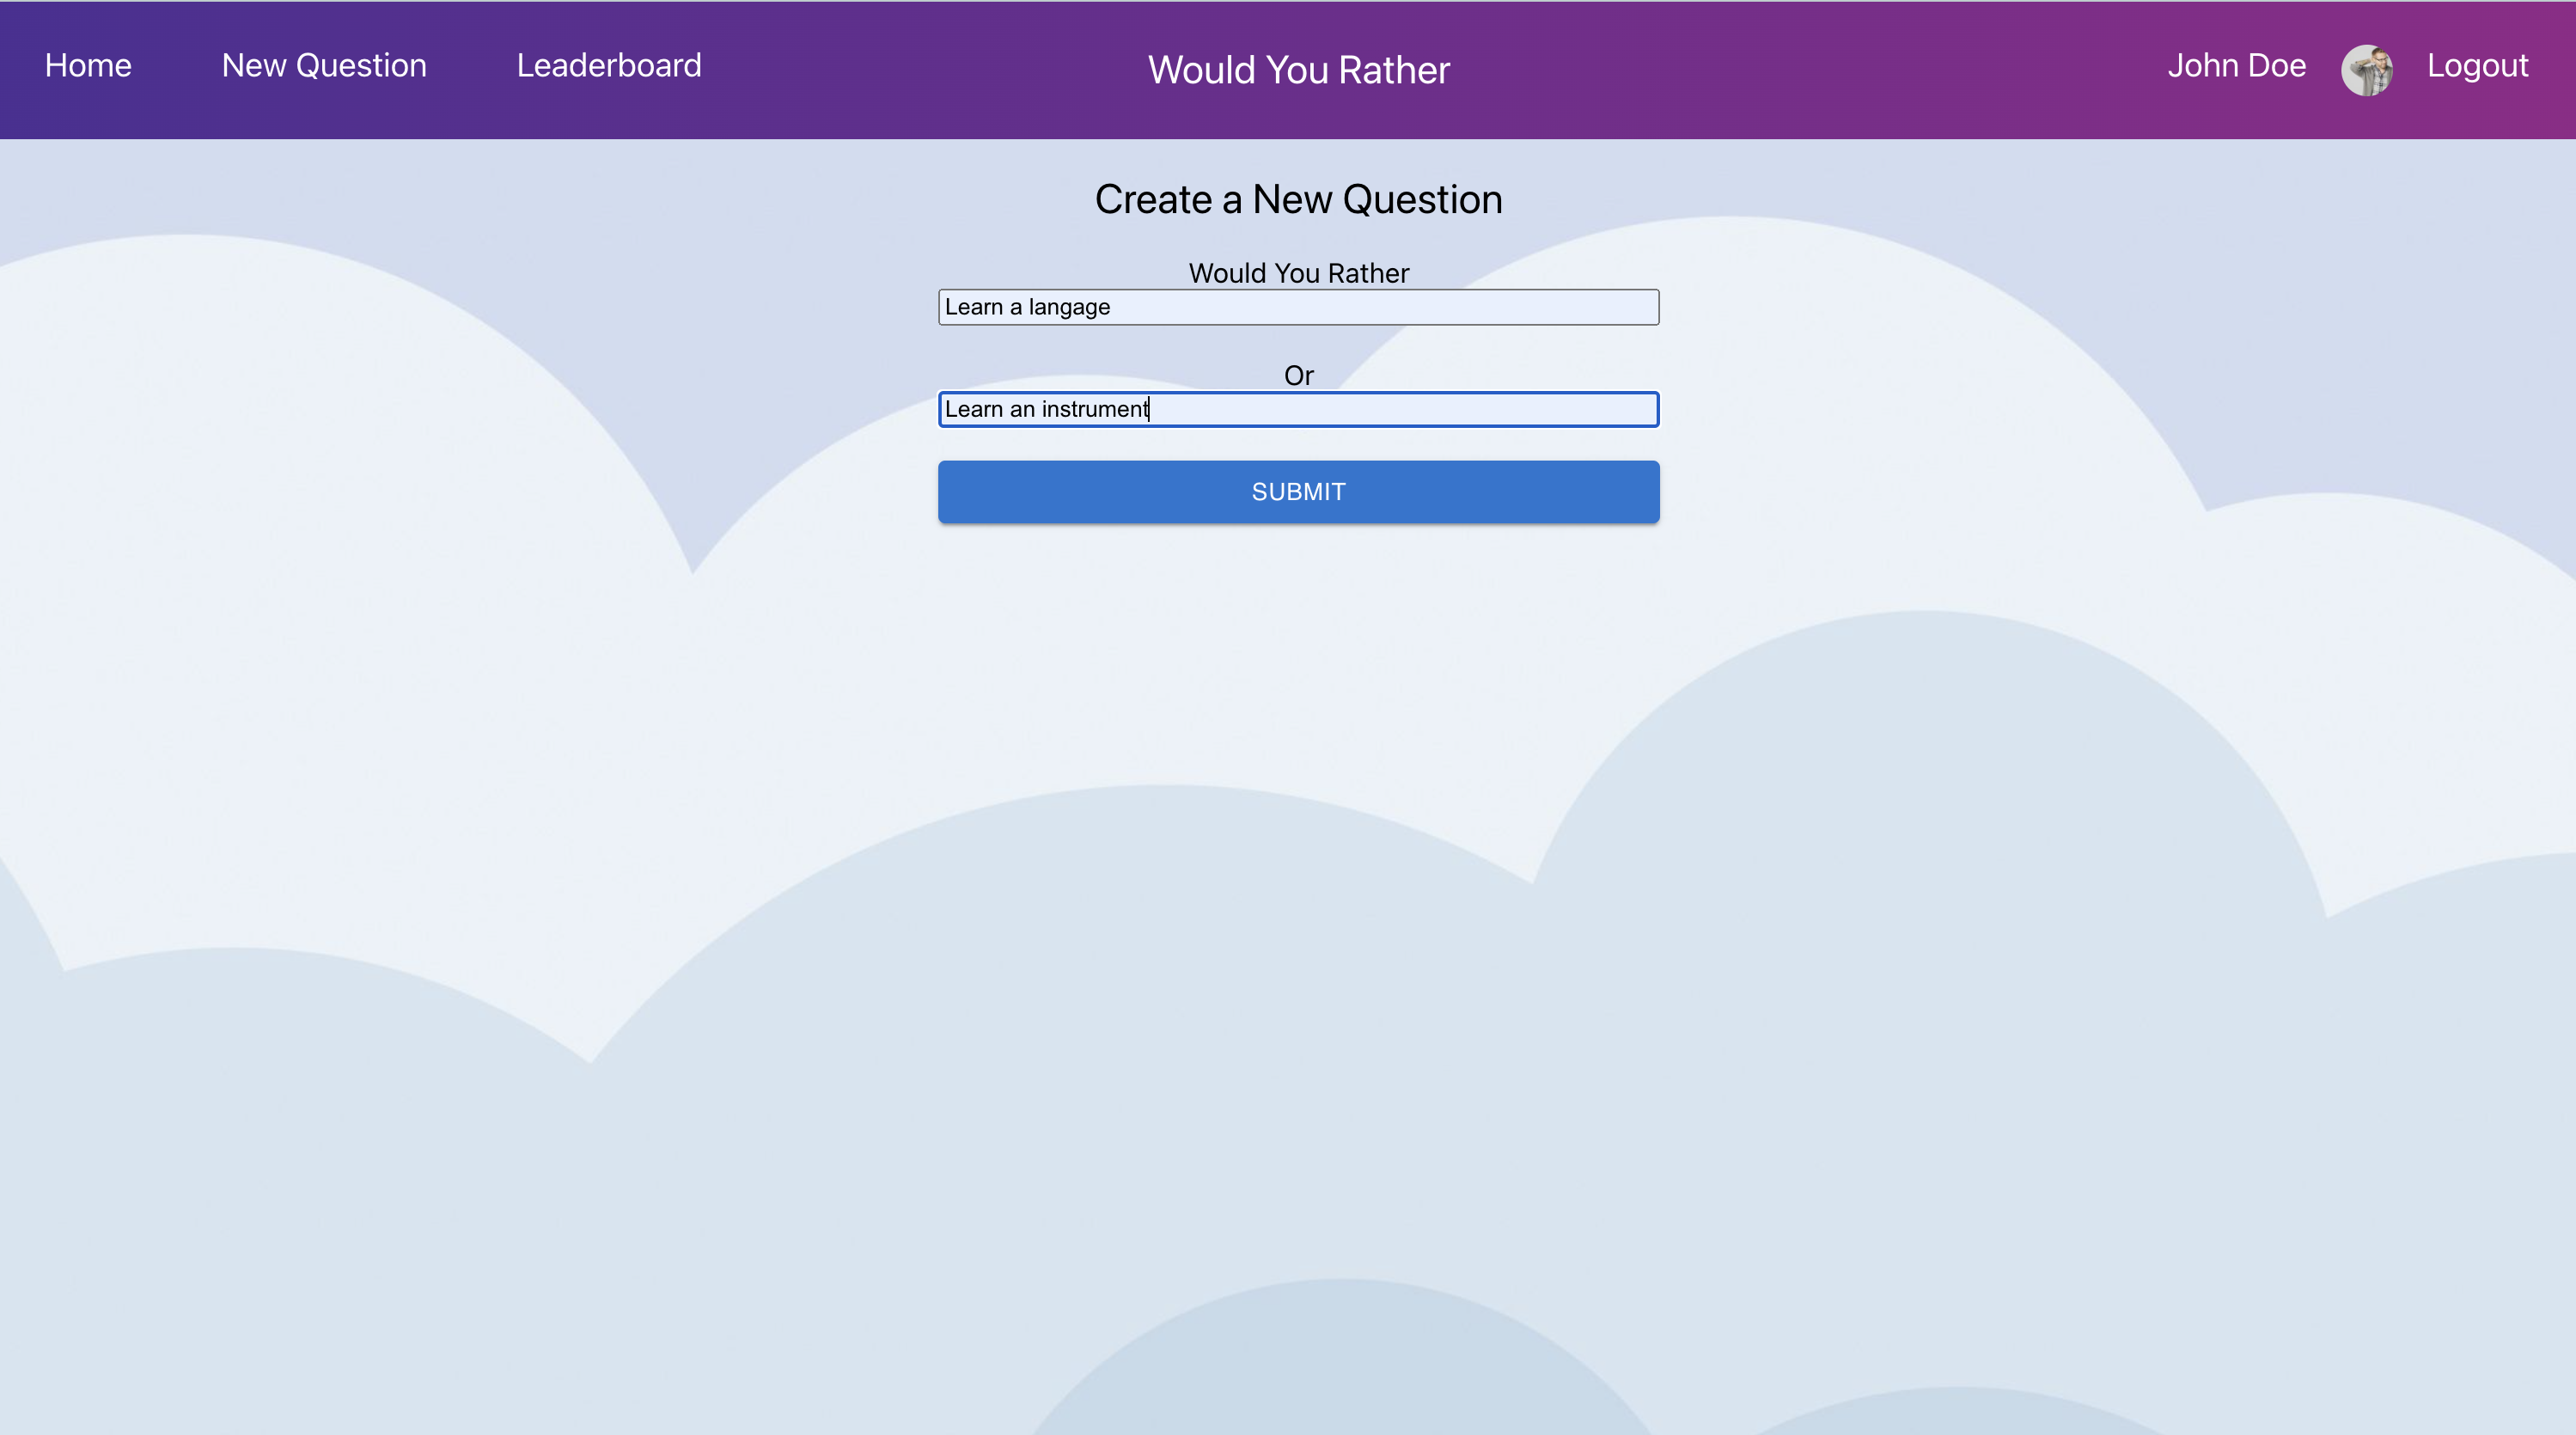 Home New Question Leaderboard Would You Rather John Doe Logout
Create a New Question
Would You Rather
Learn a langage
Or
Learn an instrument
SUBMIT